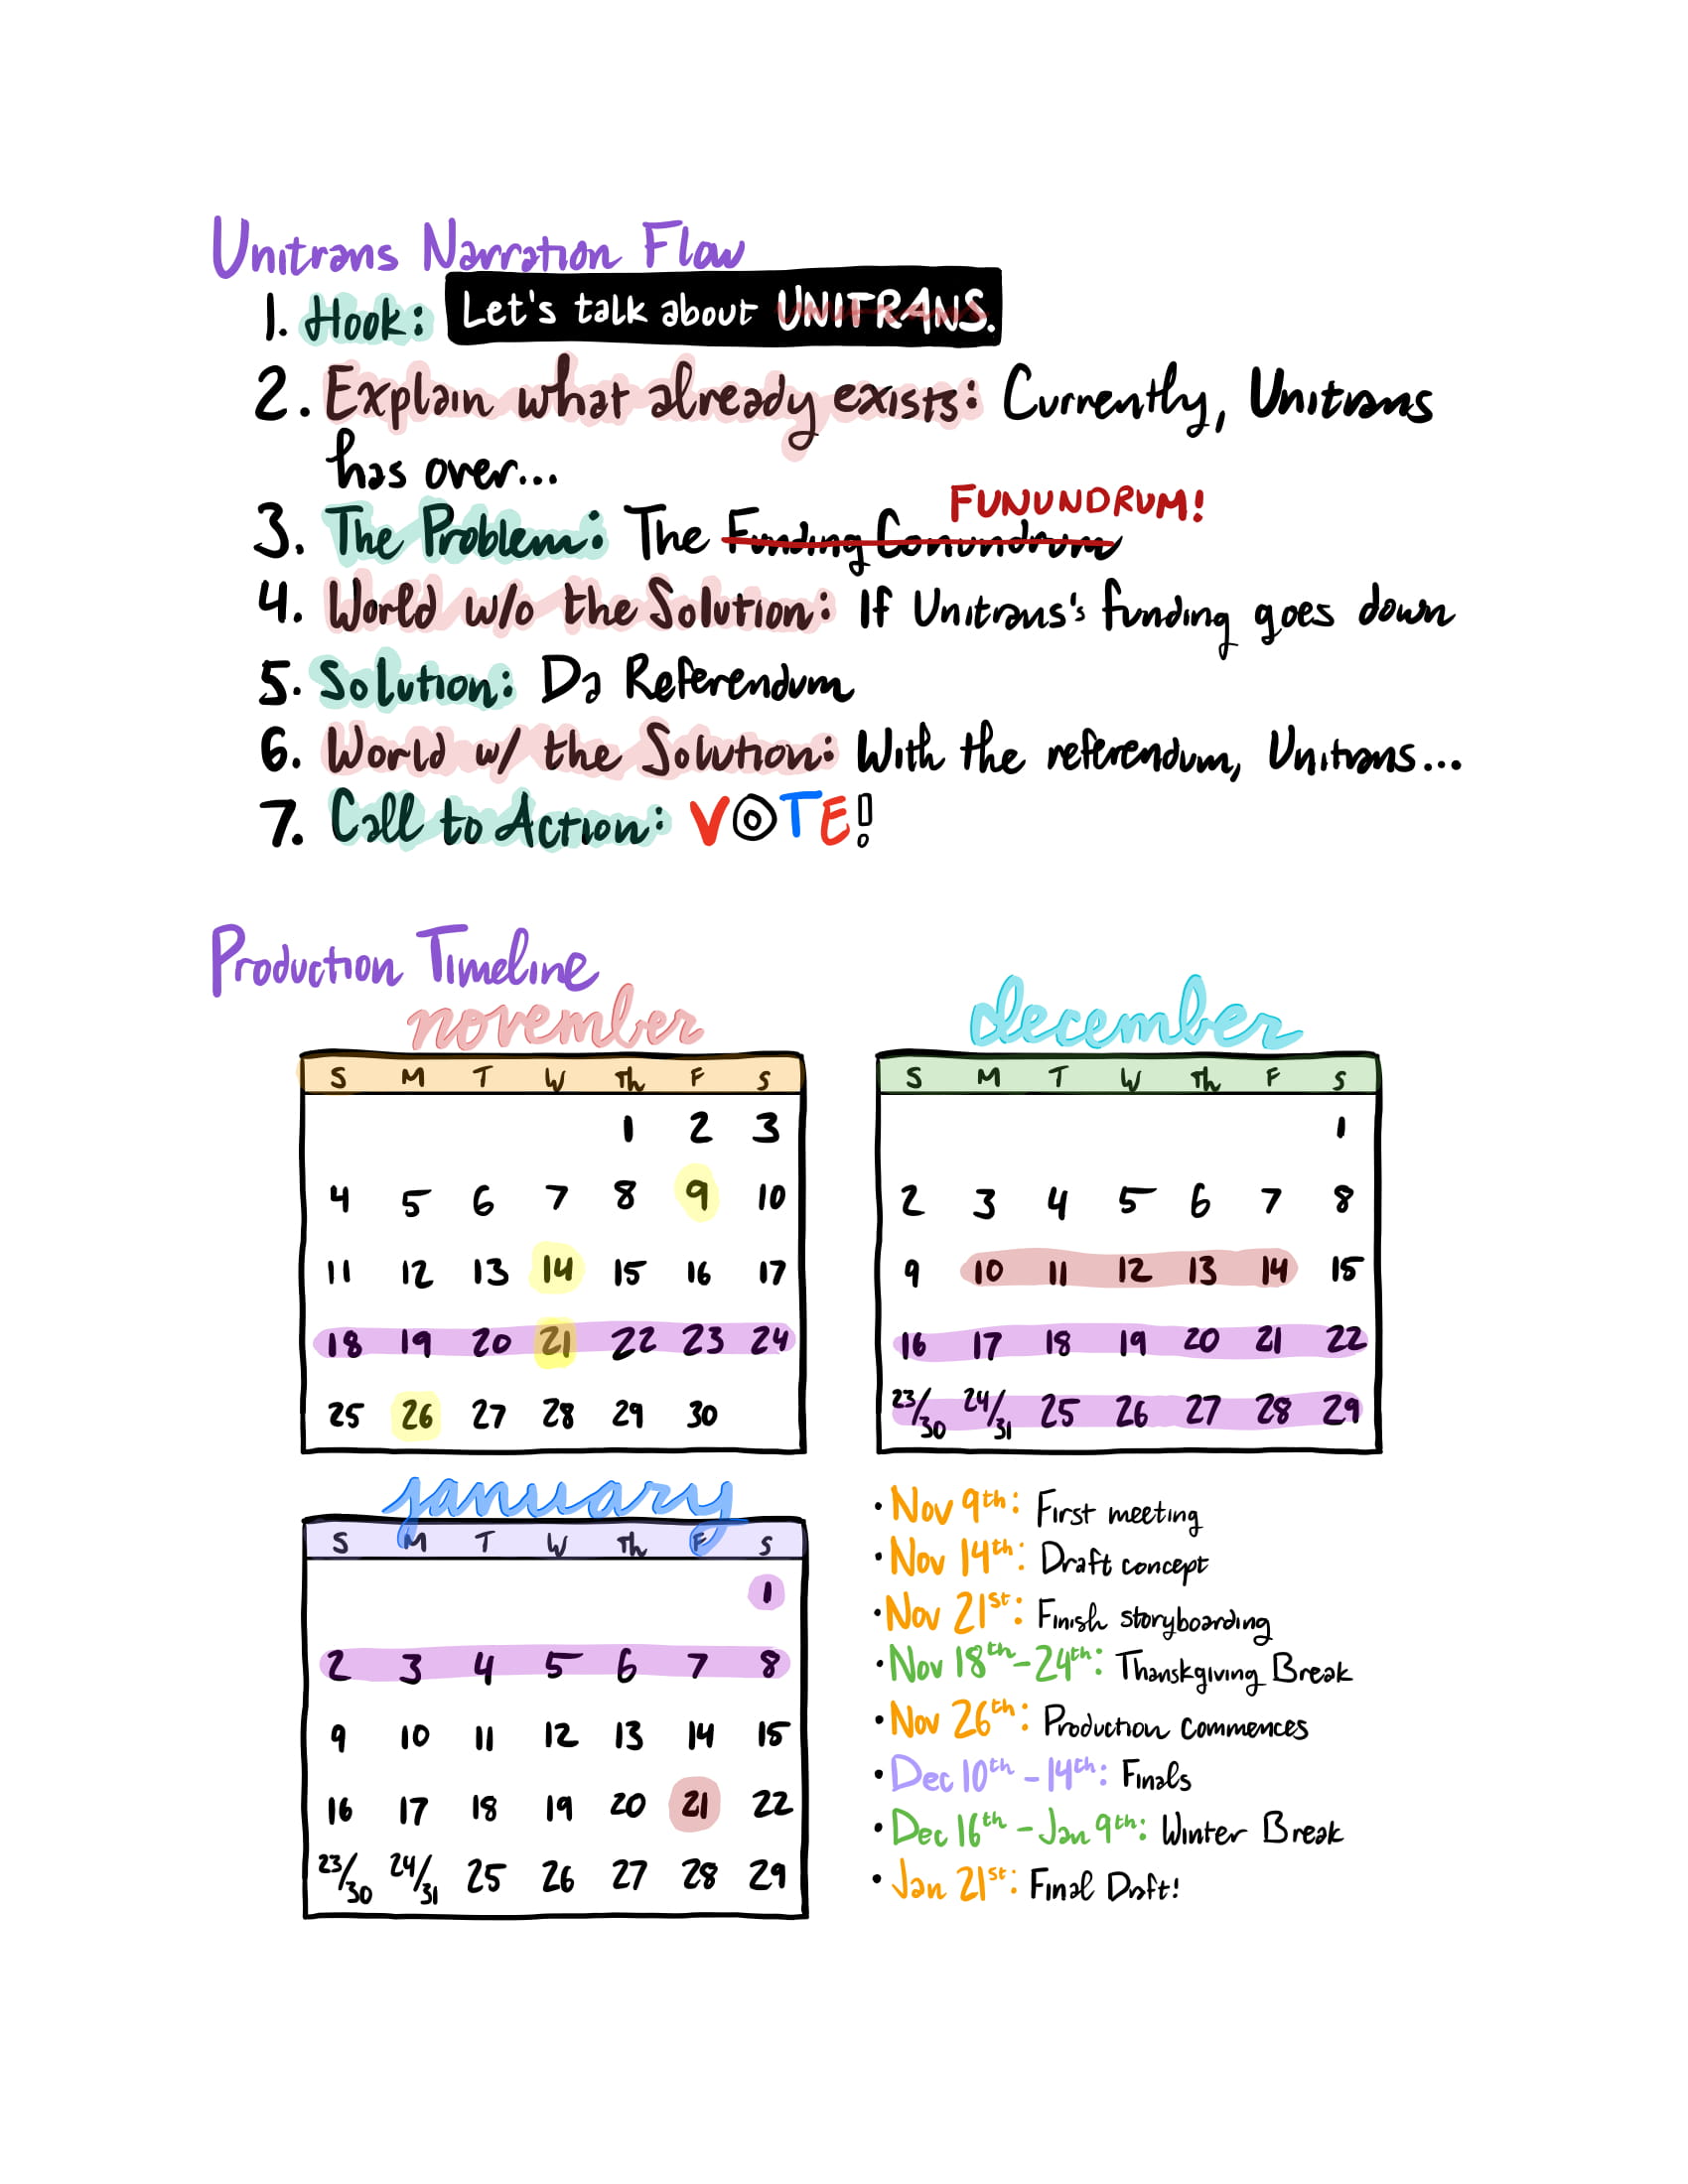 Unitrans Narration Flow
1. Hook: Let's talk about UNITRANS.
2. Explain what already exists: Currently, Unitrans
has over...
FUNUNDRUM!
3. The Problem: The Funding Conundrum
4. World w/o the Solution: If Unitrans's funding goes down
5. Solution: Da Referendum
6. World w/ the Solution: With the referendum, Unitrans...
7. Call to Action: VOTE!
Production Timeline
november
S M T W Th F S
1 2 3
4 5 6 7 8 9 10
11 12 13 14 15 16 17
18 19 20 21 22 23 24
25 26 27 28 29 30
december
S M T W Th F S
1
2 3 4 5 6 7 8
9 10 11 12 13 14 15
16 17 18 19 20 21 22
23/30 24/31 25 26 27 28 29
january
S M T W Th F S
1
2 3 4 5 6 7 8
9 10 11 12 13 14 15
16 17 18 19 20 21 22
23/30 24/31 25 26 27 28 29
• Nov 9th: First meeting
• Nov 14th: Draft concept
• Nov 21st: Finish storyboarding
• Nov 18th-24th: Thanskgiving Break
• Nov 26th: Production commences
• Dec 10th-14th: Finals
• Dec 16th-Jan 9th: Winter Break
• Jan 21st: Final Draft!